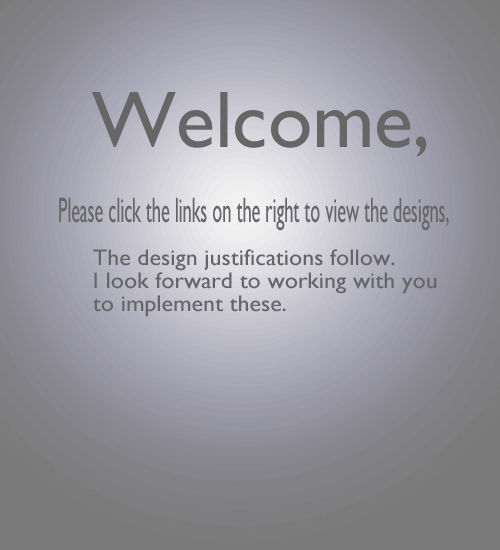 Welcome,
Please click the links on the right to view the designs,
The design justifications follow.
I look forward to working with you
to implement these.